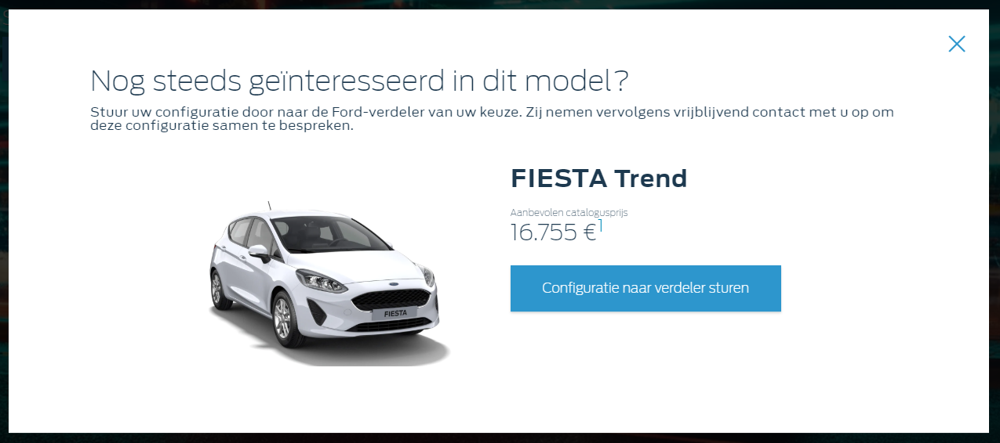 Nog steeds geïnteresseerd in dit model?
Stuur uw configuratie door naar de Ford-verdeler van uw keuze. Zij nemen vervolgens vrijblijvend contact met u op om
deze configuratie samen te bespreken.
FIESTA Trend
Aanbevolen catalogusprijs
16.755 €1
Configuratie naar verdeler sturen
FIESTA